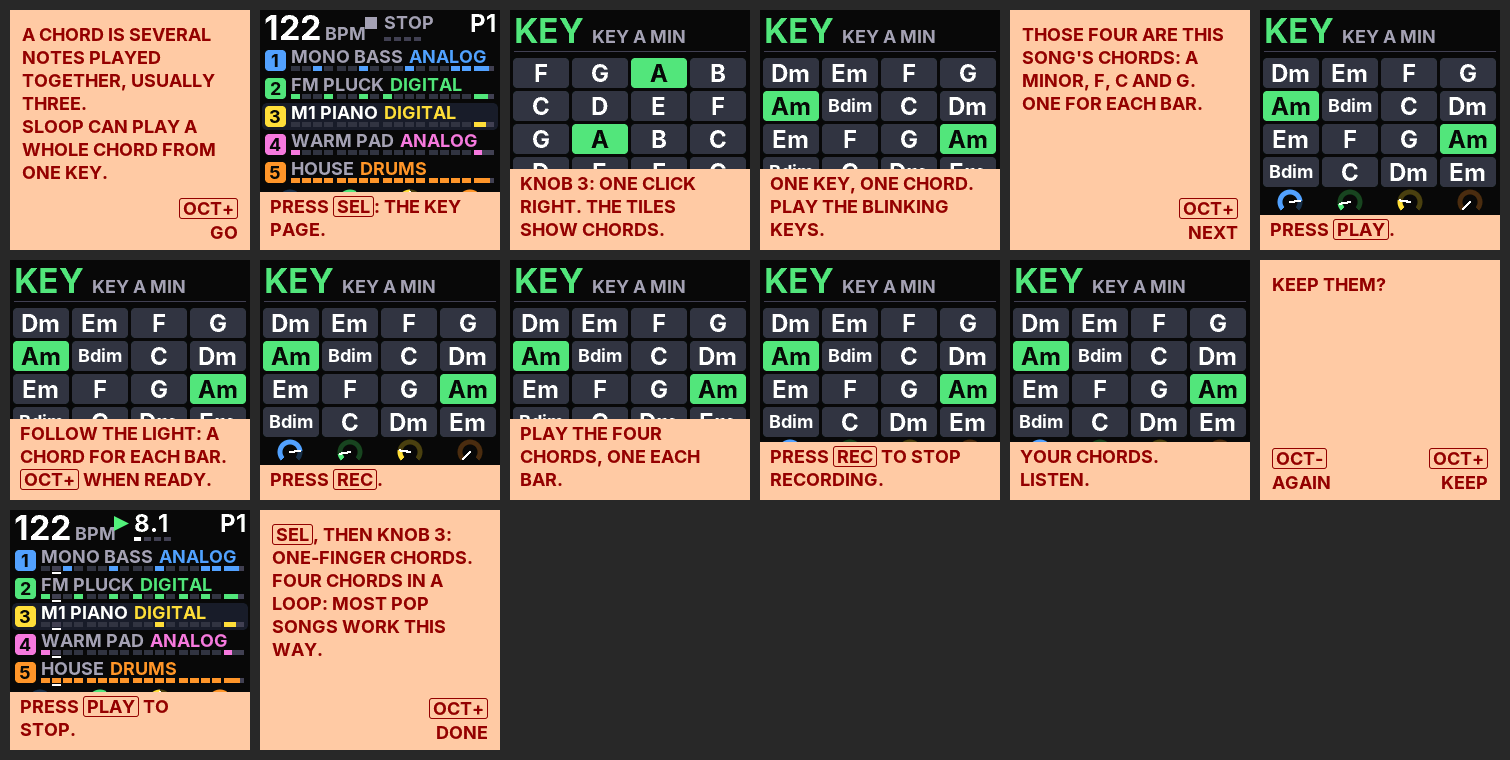 A CHORD IS SEVERAL
NOTES PLAYED
TOGETHER, USUALLY
THREE.
SLOOP CAN PLAY A
WHOLE CHORD FROM
ONE KEY.
OCT+
GO
122 BPM STOP P1
1 MONO BASS ANALOG
2 FM PLUCK DIGITAL
3 M1 PIANO DIGITAL
4 WARM PAD ANALOG
5 HOUSE DRUMS
PRESS SEL: THE KEY
PAGE.
KEY KEY A MIN
F G A B
C D E F
G A B C
KNOB 3: ONE CLICK
RIGHT. THE TILES
SHOW CHORDS.
KEY KEY A MIN
Dm Em F G
Am Bdim C Dm
Em F G Am
ONE KEY, ONE CHORD.
PLAY THE BLINKING
KEYS.
THOSE FOUR ARE THIS
SONG'S CHORDS: A
MINOR, F, C AND G.
ONE FOR EACH BAR.
OCT+
NEXT
KEY KEY A MIN
Dm Em F G
Am Bdim C Dm
Em F G Am
Bdim C Dm Em
PRESS PLAY.
KEY KEY A MIN
Dm Em F G
Am Bdim C Dm
Em F G Am
FOLLOW THE LIGHT: A
CHORD FOR EACH BAR.
OCT+ WHEN READY.
KEY KEY A MIN
Dm Em F G
Am Bdim C Dm
Em F G Am
Bdim C Dm Em
PRESS REC.
KEY KEY A MIN
Dm Em F G
Am Bdim C Dm
Em F G Am
PLAY THE FOUR
CHORDS, ONE EACH
BAR.
KEY KEY A MIN
Dm Em F G
Am Bdim C Dm
Em F G Am
Bdim C Dm Em
PRESS REC TO STOP
RECORDING.
KEY KEY A MIN
Dm Em F G
Am Bdim C Dm
Em F G Am
Bdim C Dm Em
YOUR CHORDS.
LISTEN.
KEEP THEM?
OCT- OCT+
AGAIN KEEP
122 BPM 8.1 P1
1 MONO BASS ANALOG
2 FM PLUCK DIGITAL
3 M1 PIANO DIGITAL
4 WARM PAD ANALOG
5 HOUSE DRUMS
PRESS PLAY TO
STOP.
SEL, THEN KNOB 3:
ONE-FINGER CHORDS.
FOUR CHORDS IN A
LOOP: MOST POP
SONGS WORK THIS
WAY.
OCT+
DONE